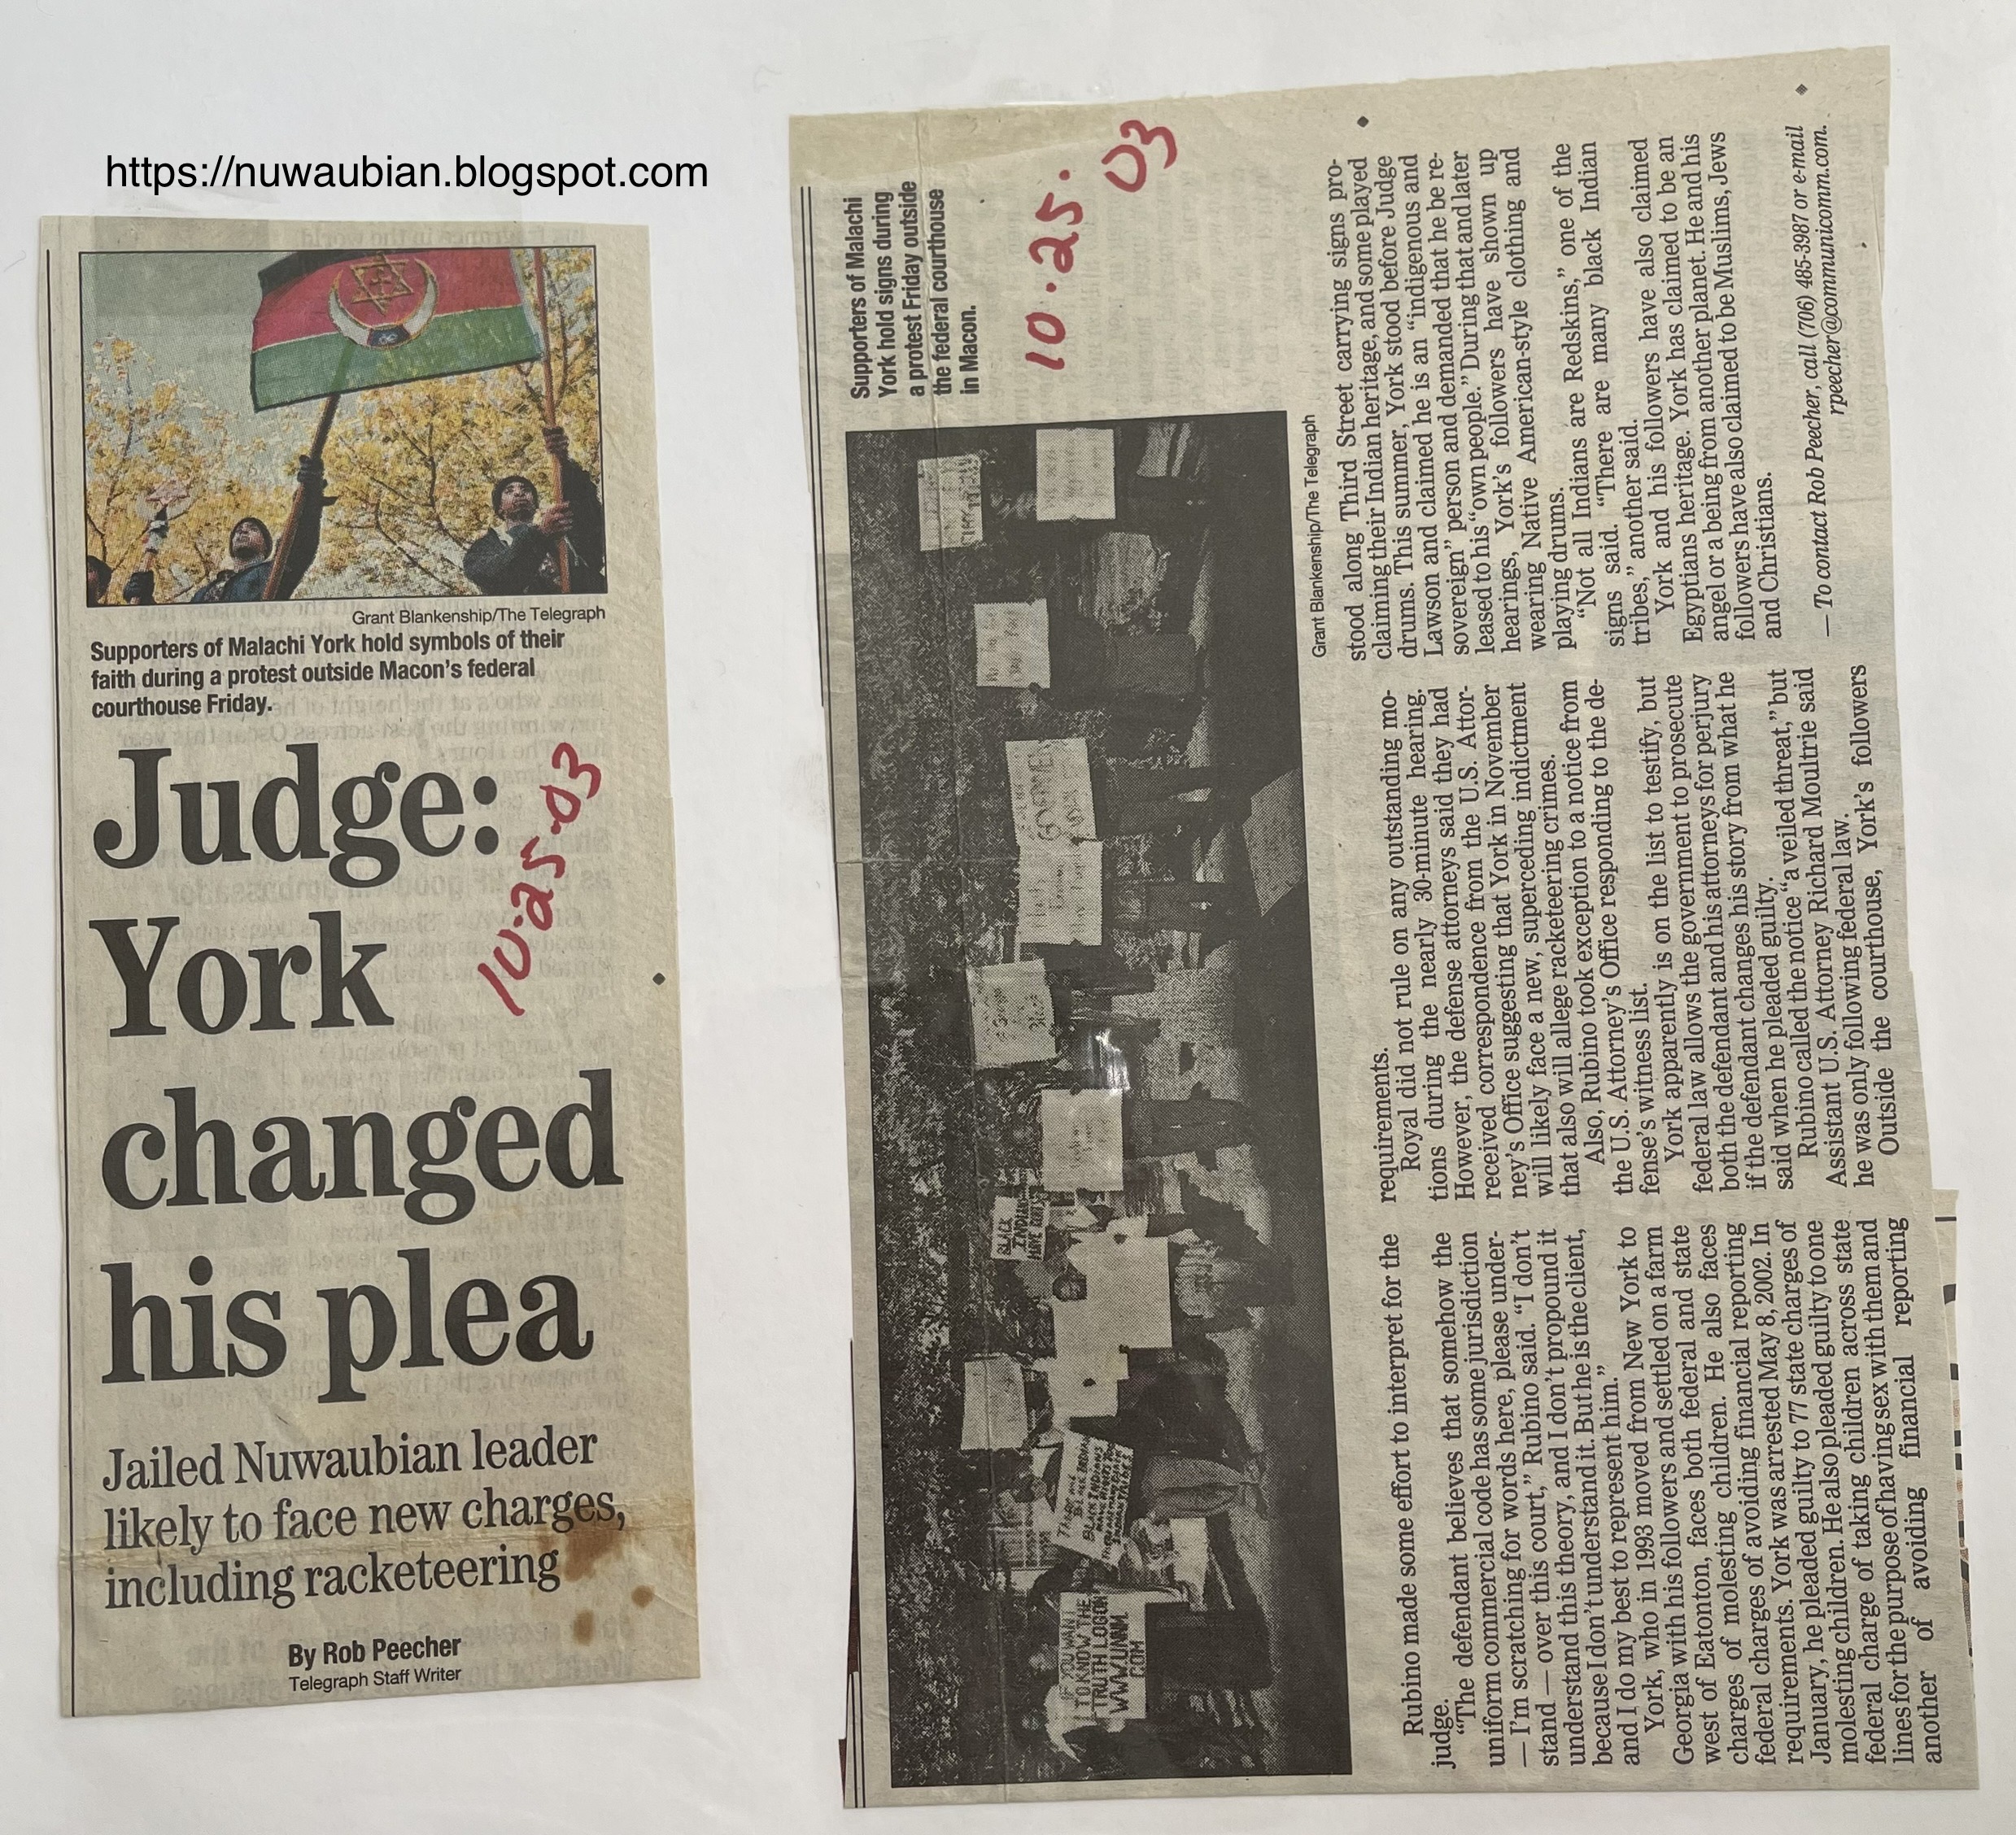 https://nuwaubian.blogspot.com
Grant Blankenship/The Telegraph
Supporters of Malachi York hold symbols of their
faith during a protest outside Macon's federal
courthouse Friday.
Judge:
York
changed
his plea
10.25.03
Jailed Nuwaubian leader
likely to face new charges,
including racketeering
By Rob Peecher
Telegraph Staff Writer
Supporters of Malachi
York hold signs during
a protest Friday outside
the federal courthouse
in Macon.
10.25.
03
IF YOU WANT
TO KNOW THE
TRUTH LOGON
WWW.UNNM.
COM
BLACK
INDIANS
HAVE RIGHTS
Grant Blankenship/The Telegraph
Rubino made some effort to interpret for the
judge.
"The defendant believes that somehow the
uniform commercial code has some jurisdiction
— I'm scratching for words here, please under-
stand — over this court," Rubino said. "I don't
understand this theory, and I don't propound it
because I don't understand it. But he is the client,
and I do my best to represent him."
York, who in 1993 moved from New York to
Georgia with his followers and settled on a farm
west of Eatonton, faces both federal and state
charges of molesting children. He also faces
federal charges of avoiding financial reporting
requirements. York was arrested May 8, 2002. In
January, he pleaded guilty to 77 state charges of
molesting children. He also pleaded guilty to one
federal charge of taking children across state
lines for the purpose of having sex with them and
another of avoiding financial reporting
requirements.
Royal did not rule on any outstanding mo-
tions during the nearly 30-minute hearing.
However, the defense attorneys said they had
received correspondence from the U.S. Attor-
ney's Office suggesting that York in November
will likely face a new, superceding indictment
that also will allege racketeering crimes.
Also, Rubino took exception to a notice from
the U.S. Attorney's Office responding to the de-
fense's witness list.
York apparently is on the list to testify, but
federal law allows the government to prosecute
both the defendant and his attorneys for perjury
if the defendant changes his story from what he
said when he pleaded guilty.
Rubino called the notice "a veiled threat," but
Assistant U.S. Attorney Richard Moultrie said
he was only following federal law.
Outside the courthouse, York's followers
stood along Third Street carrying signs pro-
claiming their Indian heritage, and some played
drums. This summer, York stood before Judge
Lawson and claimed he is an "indigenous and
sovereign" person and demanded that he be re-
leased to his "own people." During that and later
hearings, York's followers have shown up
wearing Native American-style clothing and
playing drums.
"Not all Indians are Redskins," one of the
signs said. "There are many black Indian
tribes," another said.
York and his followers have also claimed
Egyptians heritage. York has claimed to be an
angel or a being from another planet. He and his
followers have also claimed to be Muslims, Jews
and Christians.
— To contact Rob Peecher, call (706) 485-3987 or e-mail
rpeecher@communicomm.com.